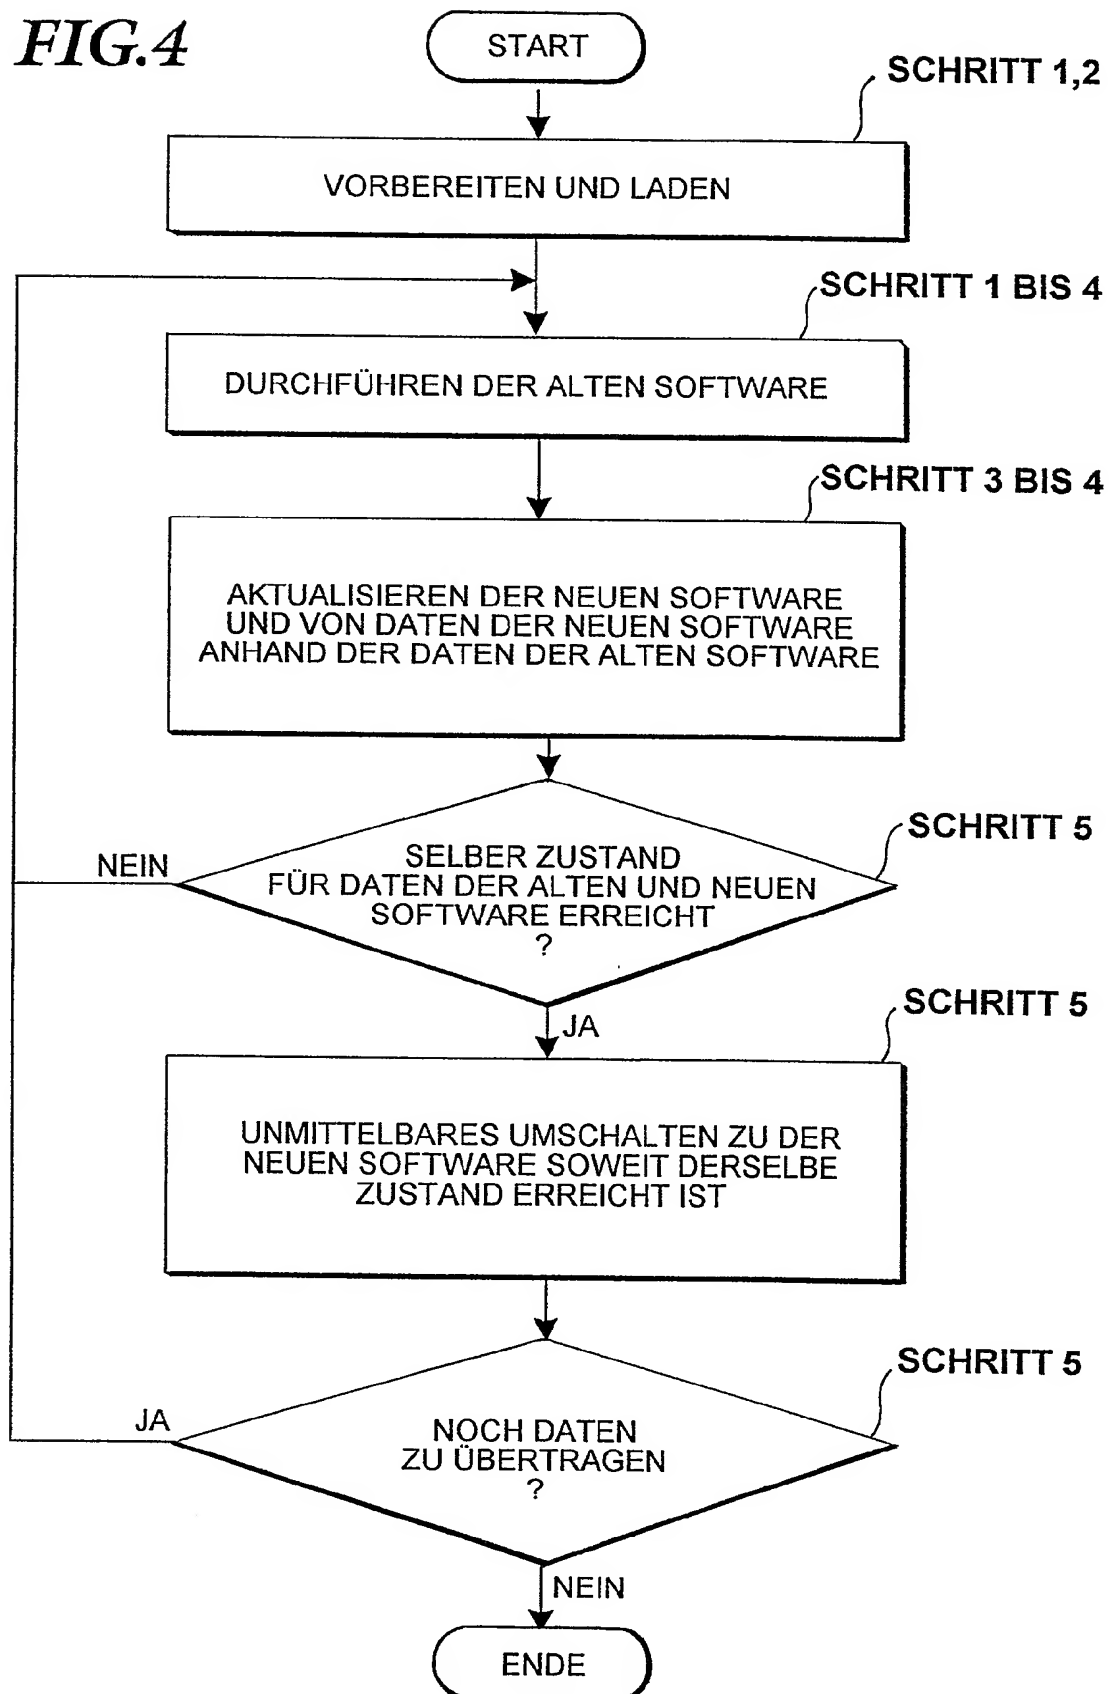 FIG.4
START
SCHRITT 1,2
VORBEREITEN UND LADEN
SCHRITT 1 BIS 4
DURCHFÜHREN DER ALTEN SOFTWARE
SCHRITT 3 BIS 4
AKTUALISIEREN DER NEUEN SOFTWARE
UND VON DATEN DER NEUEN SOFTWARE
ANHAND DER DATEN DER ALTEN SOFTWARE
SCHRITT 5
NEIN
SELBER ZUSTAND
FÜR DATEN DER ALTEN UND NEUEN
SOFTWARE ERREICHT
?
SCHRITT 5
JA
UNMITTELBARES UMSCHALTEN ZU DER
NEUEN SOFTWARE SOWEIT DERSELBE
ZUSTAND ERREICHT IST
SCHRITT 5
JA
NOCH DATEN
ZU ÜBERTRAGEN
?
NEIN
ENDE